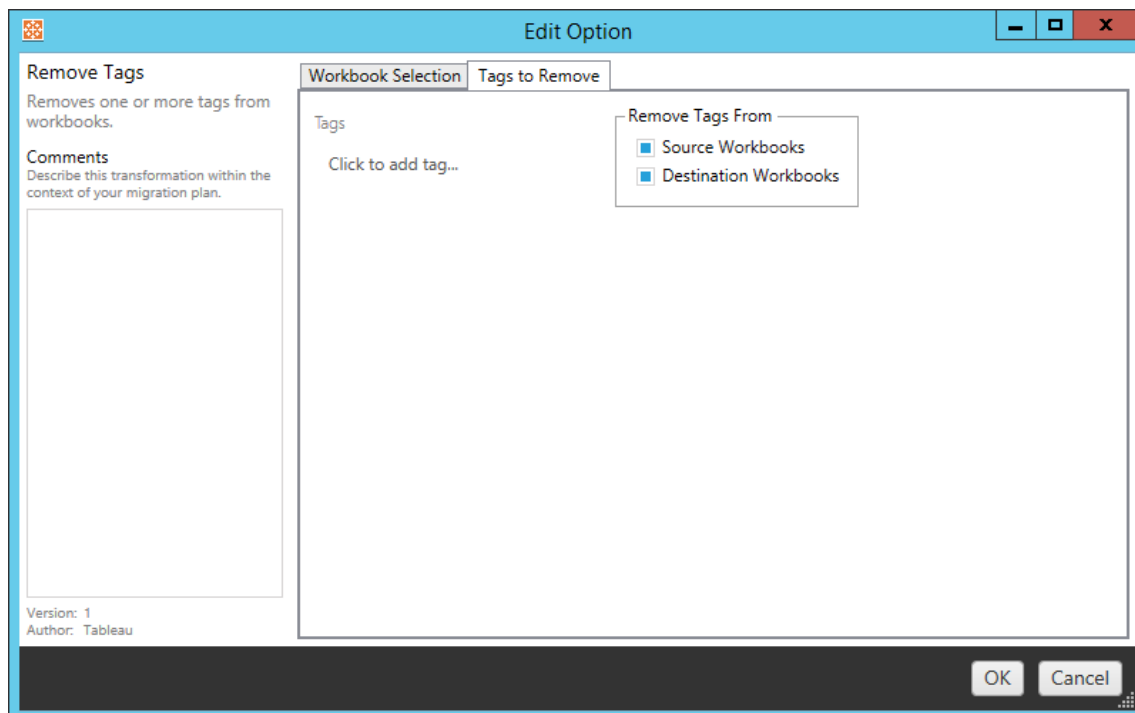 Edit Option
Remove Tags
Removes one or more tags from
workbooks.
Comments
Describe this transformation within the
context of your migration plan.
Version: 1
Author: Tableau
Workbook Selection
Tags to Remove
Tags
Click to add tag...
Remove Tags From
Source Workbooks
Destination Workbooks
OK
Cancel